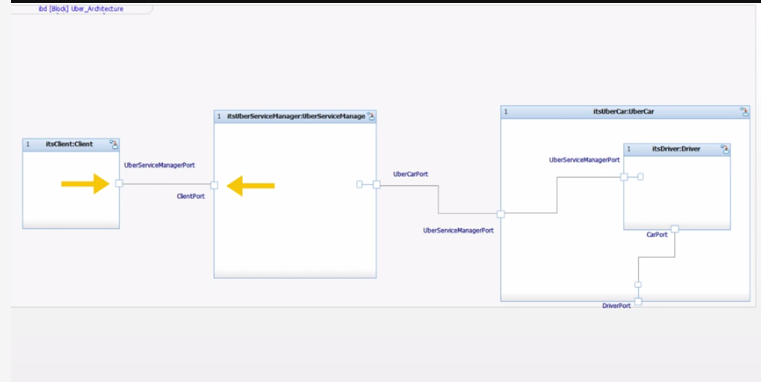 ibd [Block] Uber_Architecture
1 itsClient:Client
UberServiceManagerPort
ClientPort
1 itsUberServiceManager:UberServiceManage
UberCarPort
UberServiceManagerPort
1 itsUberCar:UberCar
UberServiceManagerPort
1 itsDriver:Driver
CarPort
DriverPort